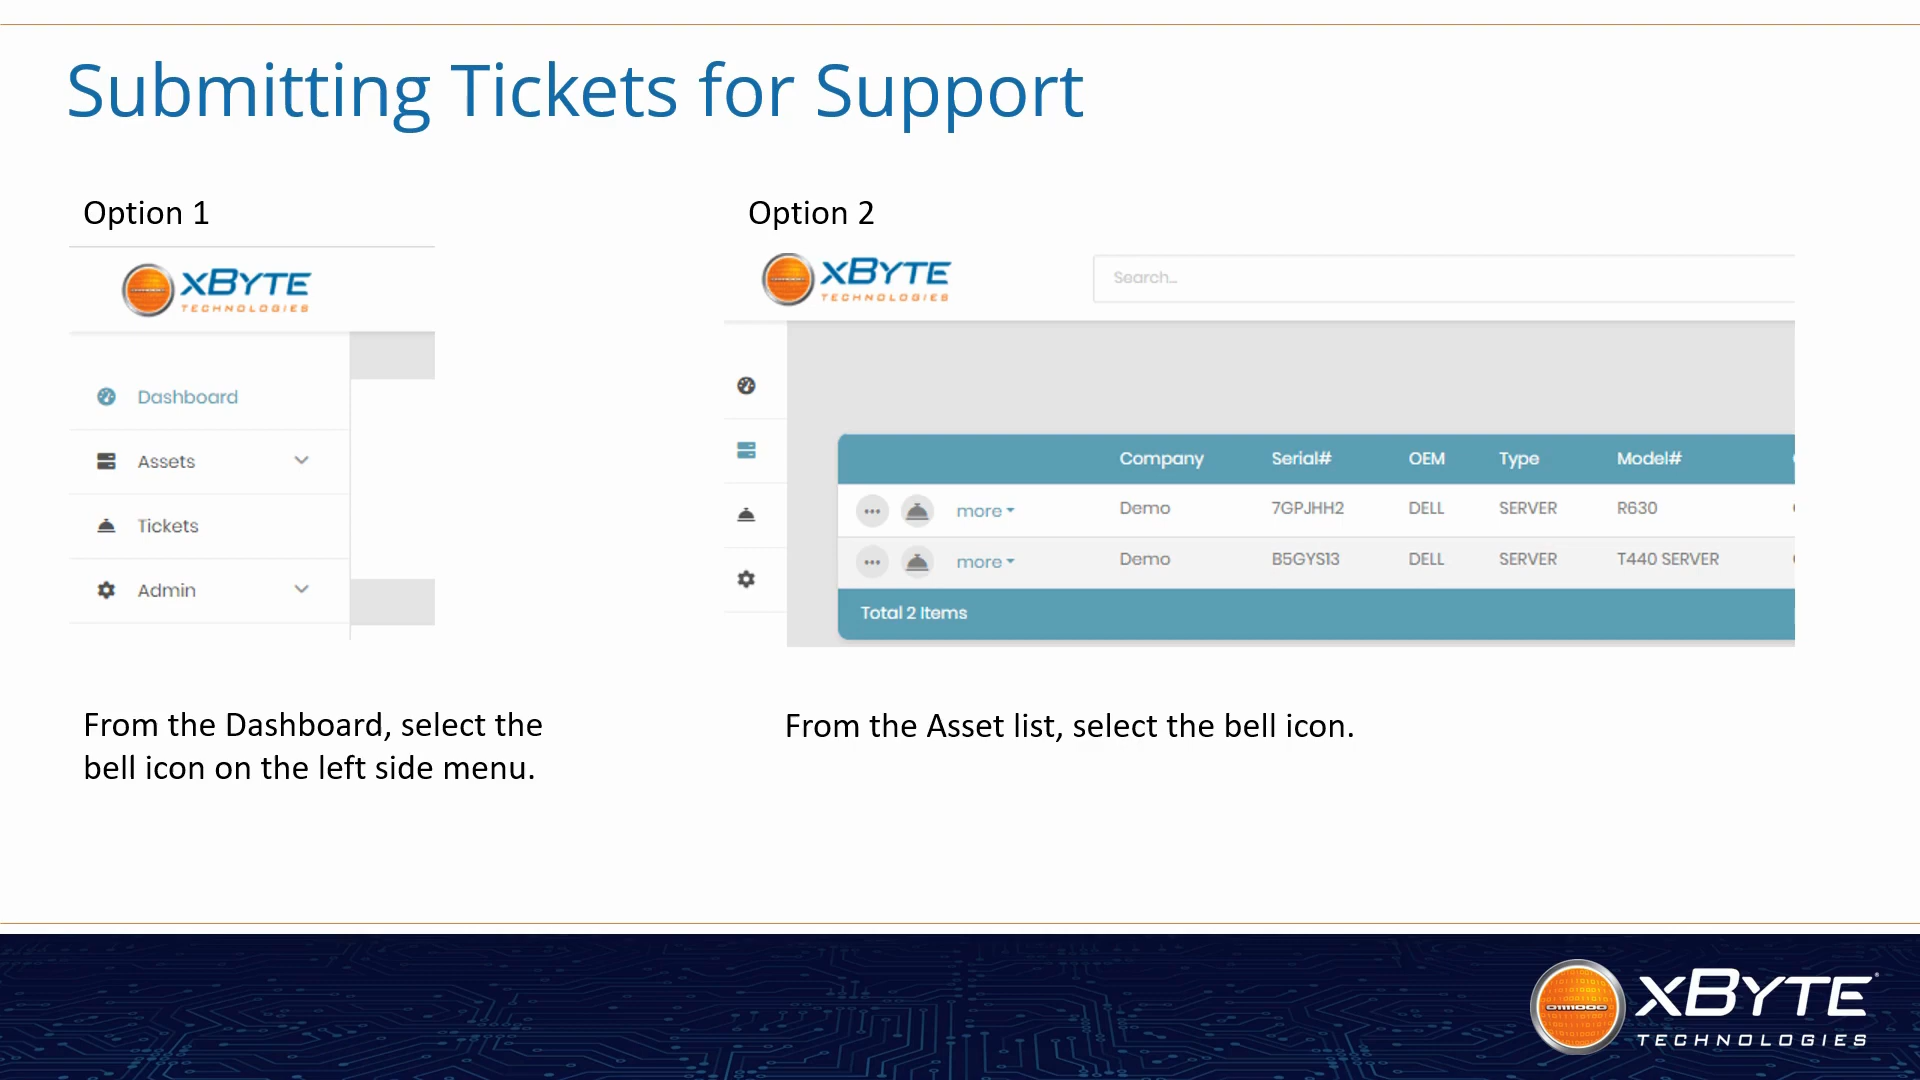 Submitting Tickets for Support
Option 1
xBYTE
TECHNOLOGIES
Dashboard
Assets
Tickets
Admin
From the Dashboard, select the
bell icon on the left side menu.
Option 2
xBYTE
TECHNOLOGIES
Search...
Company Serial# OEM Type Model#
more Demo 7GPJHH2 DELL SERVER R630
more Demo B5GYS13 DELL SERVER T440 SERVER
Total 2 Items
From the Asset list, select the bell icon.
xBYTE
TECHNOLOGIES